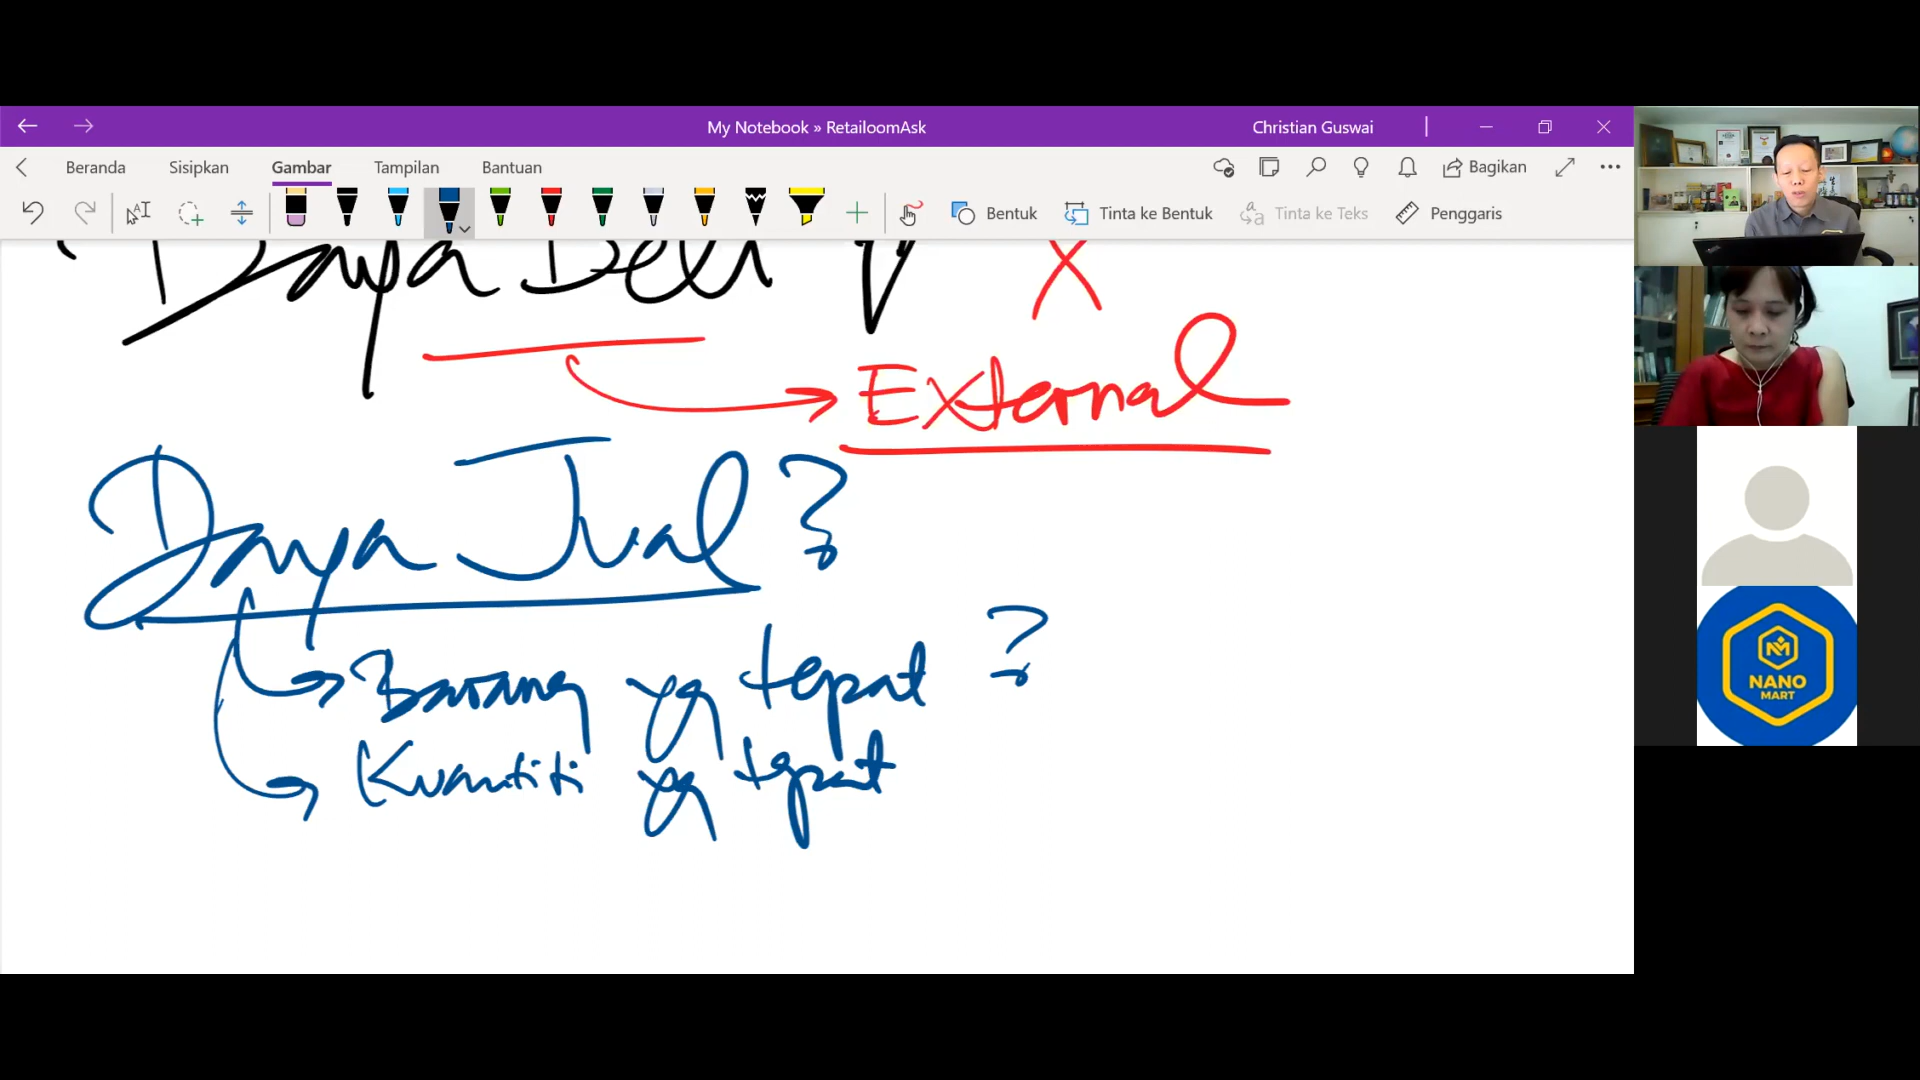 My Notebook » RetailoomAsk
Christian Guswai
Beranda Sisipkan Gambar Tampilan Bantuan
Bagikan
Bentuk Tinta ke Bentuk Tinta ke Teks Penggaris
Daya Beli
X
External
Daya Jual ?
Barang yg tepat ?
Kuantiti yg tepat
NANO
MART